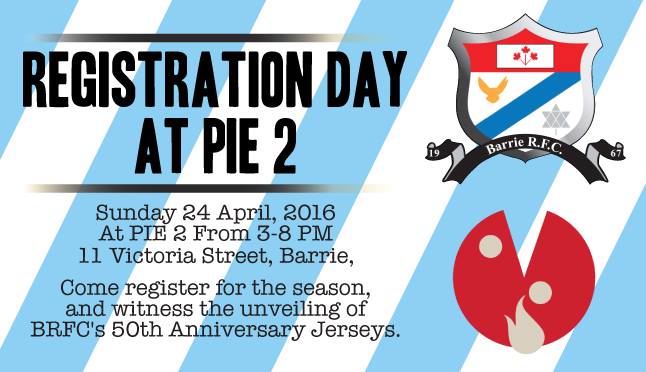 REGISTRATION DAY
AT PIE 2
Sunday 24 April, 2016
At PIE 2 From 3-8 PM
11 Victoria Street, Barrie,
Come register for the season,
and witness the unveiling of
BRFC's 50th Anniversary Jerseys.
19 Barrie R.F.C. 67